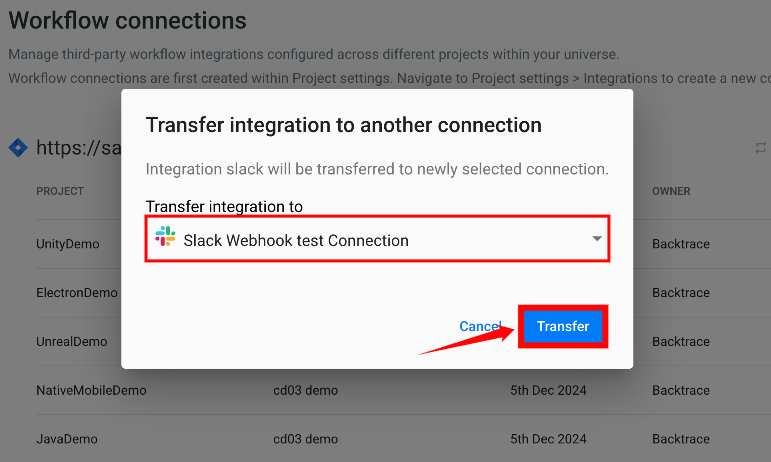 Workflow connections
Manage third-party workflow integrations configured across different projects within your universe.
Workflow connections are first created within Project settings. Navigate to Project settings > Integrations to create a new co
Transfer integration to another connection
https://sa
Integration slack will be transferred to newly selected connection.
PROJECT OWNER
Transfer integration to
UnityDemo Slack Webhook test Connection Backtrace
ElectronDemo Backtrace
Cancel Transfer
UnrealDemo Backtrace
NativeMobileDemo cd03 demo 5th Dec 2024 Backtrace
JavaDemo cd03 demo 5th Dec 2024 Backtrace